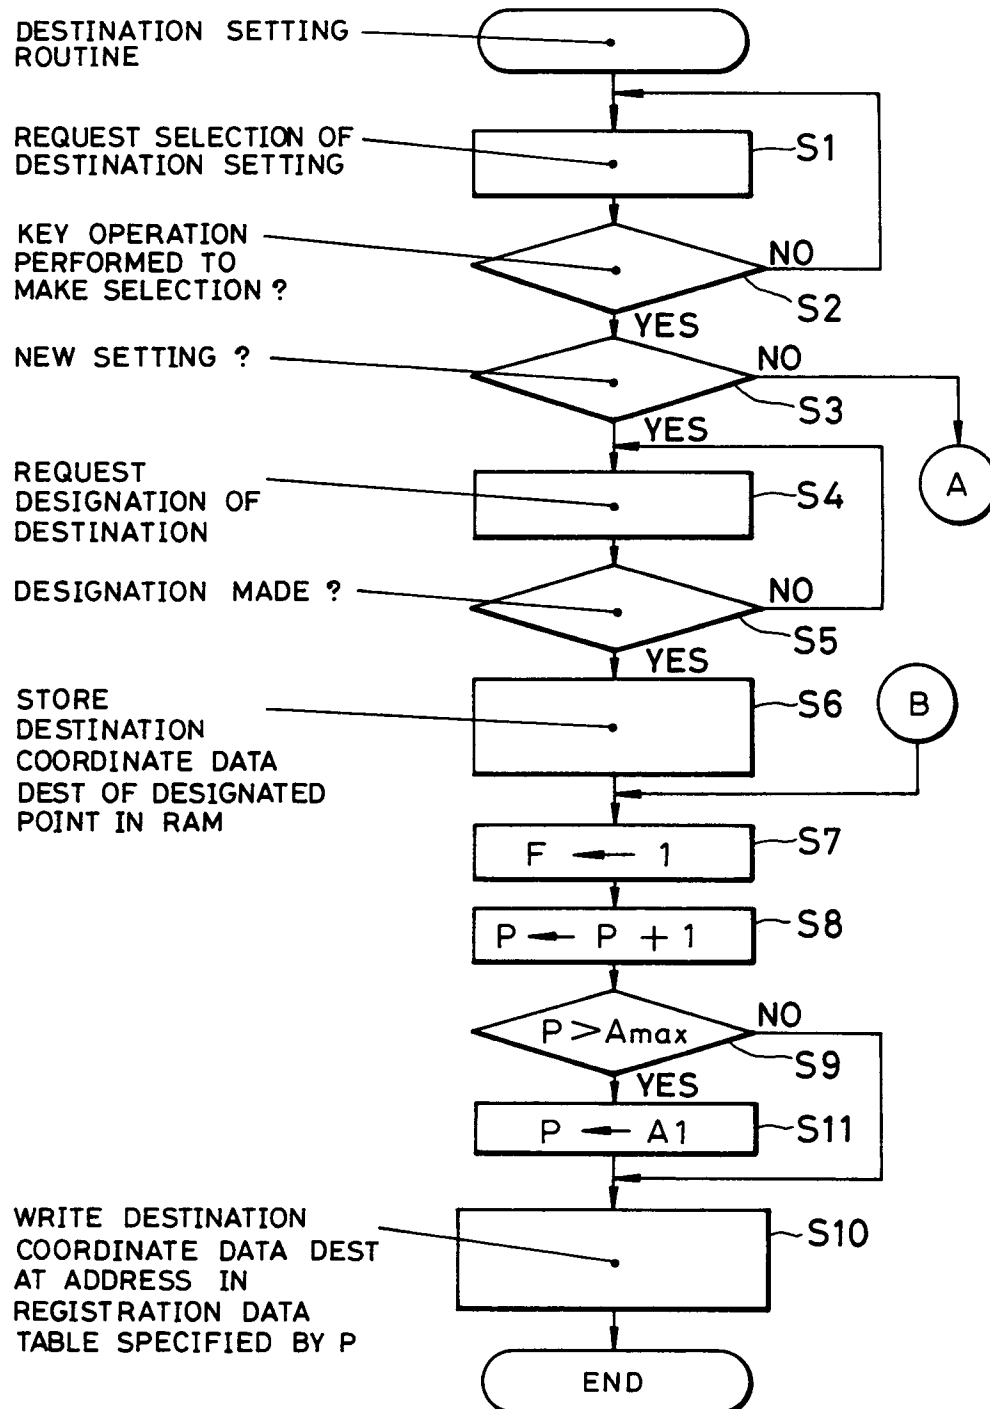 DESTINATION SETTING
ROUTINE
REQUEST SELECTION OF
DESTINATION SETTING
S1
KEY OPERATION
PERFORMED TO
MAKE SELECTION ?
NO
S2
YES
NEW SETTING ?
NO
S3
YES
A
REQUEST
DESIGNATION OF
DESTINATION
S4
DESIGNATION MADE ?
NO
S5
YES
STORE
DESTINATION
COORDINATE DATA
DEST OF DESIGNATED
POINT IN RAM
S6
B
F ← 1
S7
P ← P + 1
S8
P > Amax
NO
S9
YES
P ← A1
S11
WRITE DESTINATION
COORDINATE DATA DEST
AT ADDRESS IN
REGISTRATION DATA
TABLE SPECIFIED BY P
S10
END